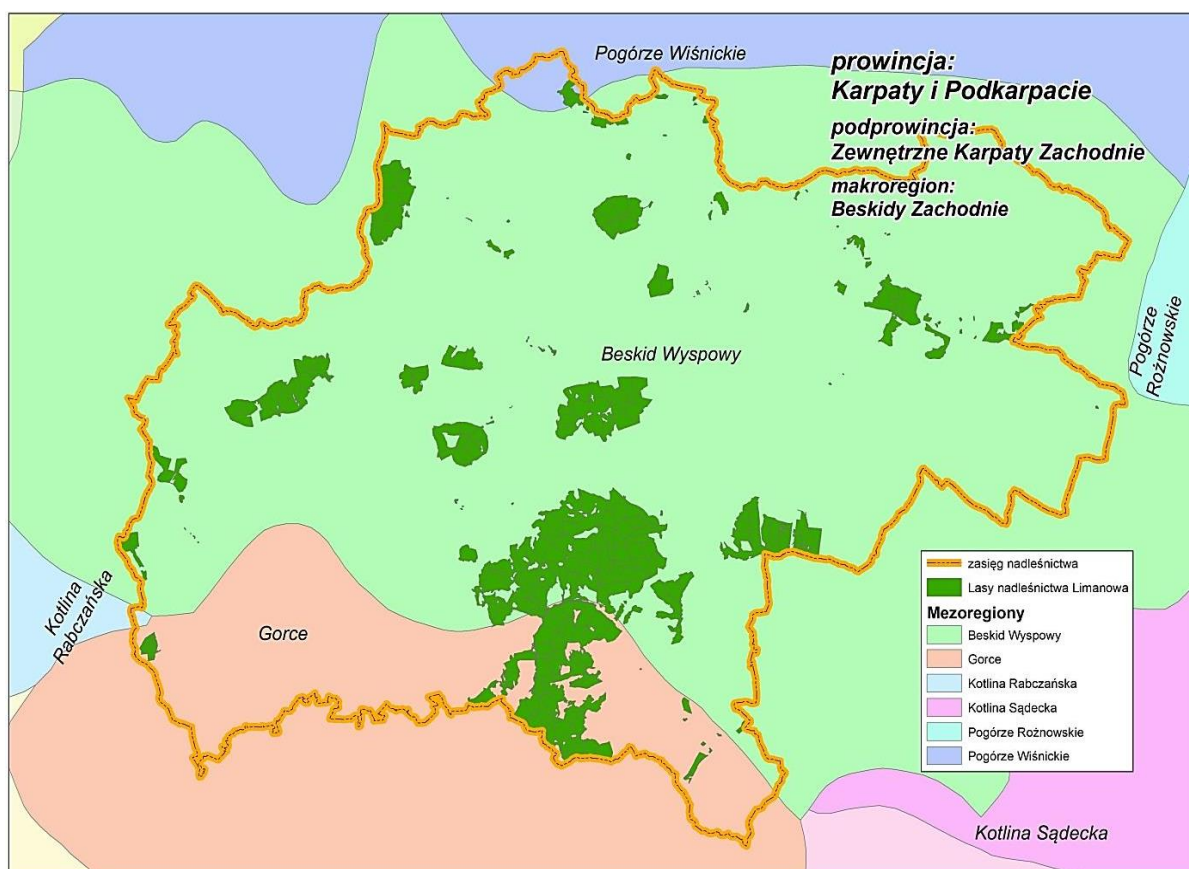 Pogórze Wiśnickie
prowincja:
Karpaty i Podkarpacie
podprowincja:
Zewnętrzne Karpaty Zachodnie
makroregion:
Beskidy Zachodnie
Beskid Wyspowy
Pogórze
Rożnowskie
Kotlina
Rabczańska
Gorce
Kotlina Sądecka
zasięg nadleśnictwa
Lasy nadleśnictwa Limanowa
Mezoregiony
Beskid Wyspowy
Gorce
Kotlina Rabczańska
Kotlina Sądecka
Pogórze Rożnowskie
Pogórze Wiśnickie